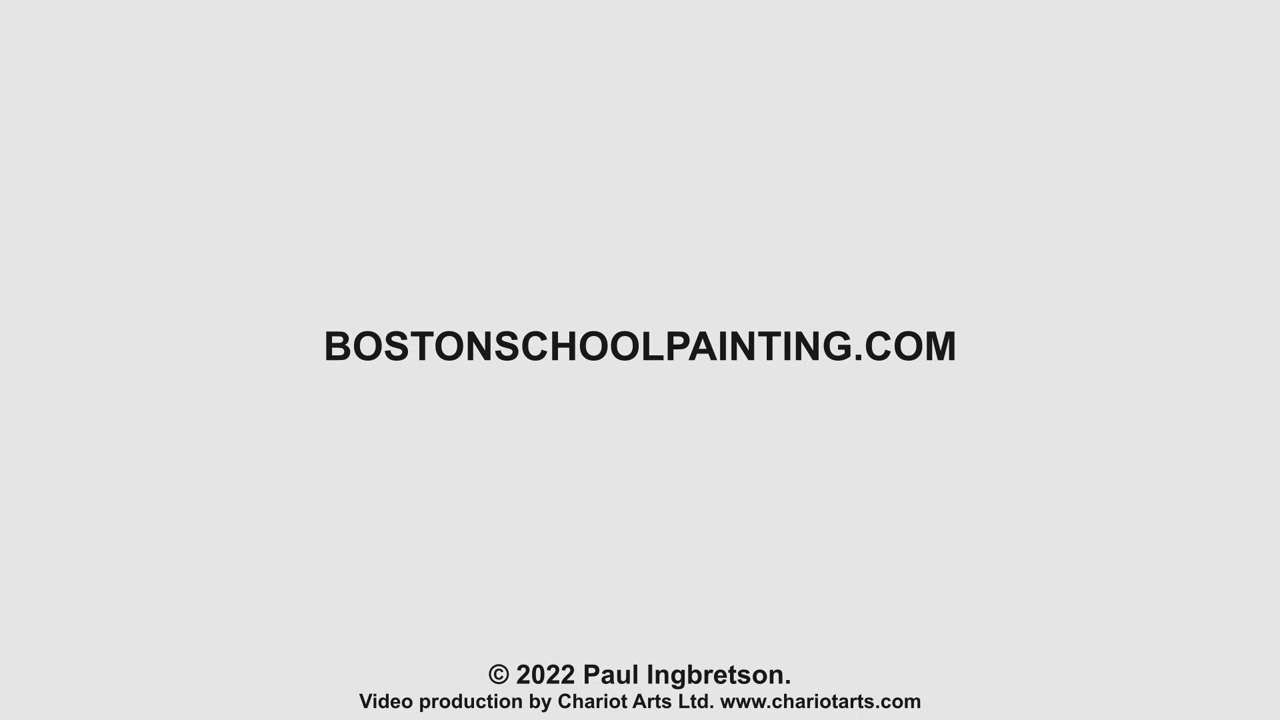 BOSTONSCHOOLPAINTING.COM
© 2022 Paul Ingbretson.
Video production by Chariot Arts Ltd. www.chariotarts.com